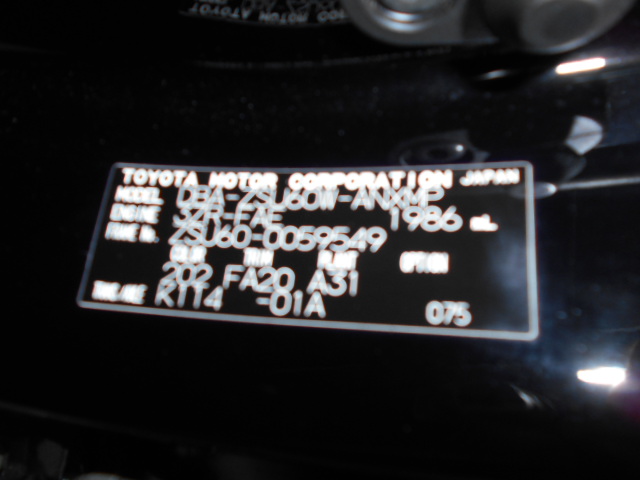 TOYOTA MOTOR CORPORATION JAPAN
MODEL DBA-ZSU60W-ANXMP
ENGINE 3ZR-FAE 1986 mL
FRAME No. ZSU60-0059549
COLOR TRIM PLANT OPTION
202 FA20 A31
TRANS/AXLE K114 -01A 075